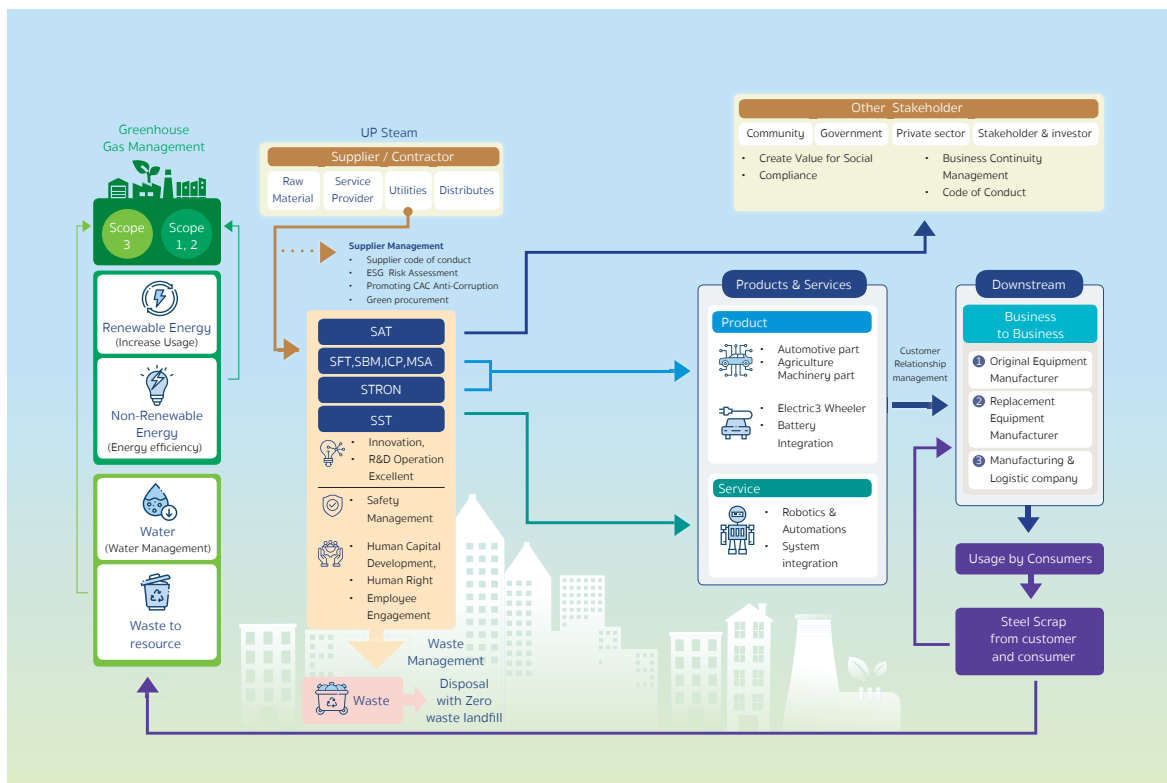 Greenhouse
Gas Management
Scope
3
Scope
1, 2
Renewable Energy
(Increase Usage)
Non-Renewable
Energy
(Energy efficiency)
Water
(Water Management)
Waste to
resource
UP Steam
Supplier / Contractor
Raw
Material
Service
Provider
Utilities
Distributes
Supplier Management
• Supplier code of conduct
• ESG Risk Assessment
• Promoting CAC Anti-Corruption
• Green procurement
SAT
SFT,SBM,ICP,MSA
STRON
SST
• Innovation,
• R&D Operation
Excellent
• Safety
Management
• Human Capital
Development,
• Human Right
• Employee
Engagement
Waste
Management
Waste
Disposal
with Zero
waste landfill
Other Stakeholder
Community
Government
Private sector
Stakeholder & investor
• Create Value for Social
• Compliance
• Business Continuity
Management
• Code of Conduct
Products & Services
Product
• Automotive part
• Agriculture
Machinery part
• Electric3 Wheeler
• Battery
Integration
Service
• Robotics &
Automations
• System
integration
Customer
Relationship
management
Downstream
Business
to Business
1 Original Equipment
Manufacturer
2 Replacement
Equipment
Manufacturer
3 Manufacturing &
Logistic company
Usage by Consumers
Steel Scrap
from customer
and consumer